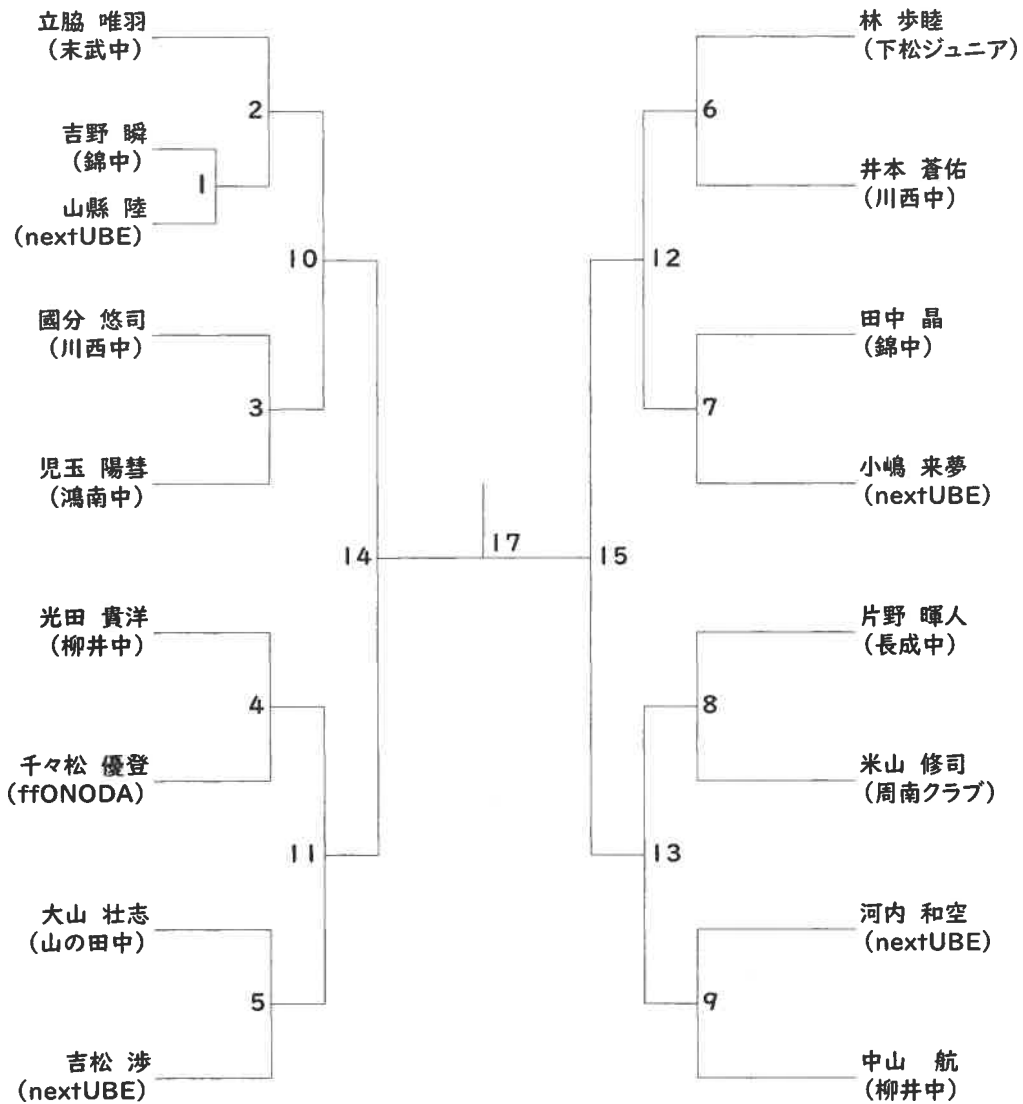 立脇 唯羽
(末武中)
2
吉野 瞬
(錦中)
1
山縣 陸
(nextUBE)
10
國分 悠司
(川西中)
3
児玉 陽彗
(鴻南中)
14
光田 貴洋
(柳井中)
4
千々松 優登
(ffONODA)
11
大山 壮志
(山の田中)
5
吉松 渉
(nextUBE)
17
林 歩睦
(下松ジュニア)
6
井本 蒼佑
(川西中)
12
田中 晶
(錦中)
7
小嶋 来夢
(nextUBE)
15
片野 暉人
(長成中)
8
米山 修司
(周南クラブ)
13
河内 和空
(nextUBE)
9
中山 航
(柳井中)